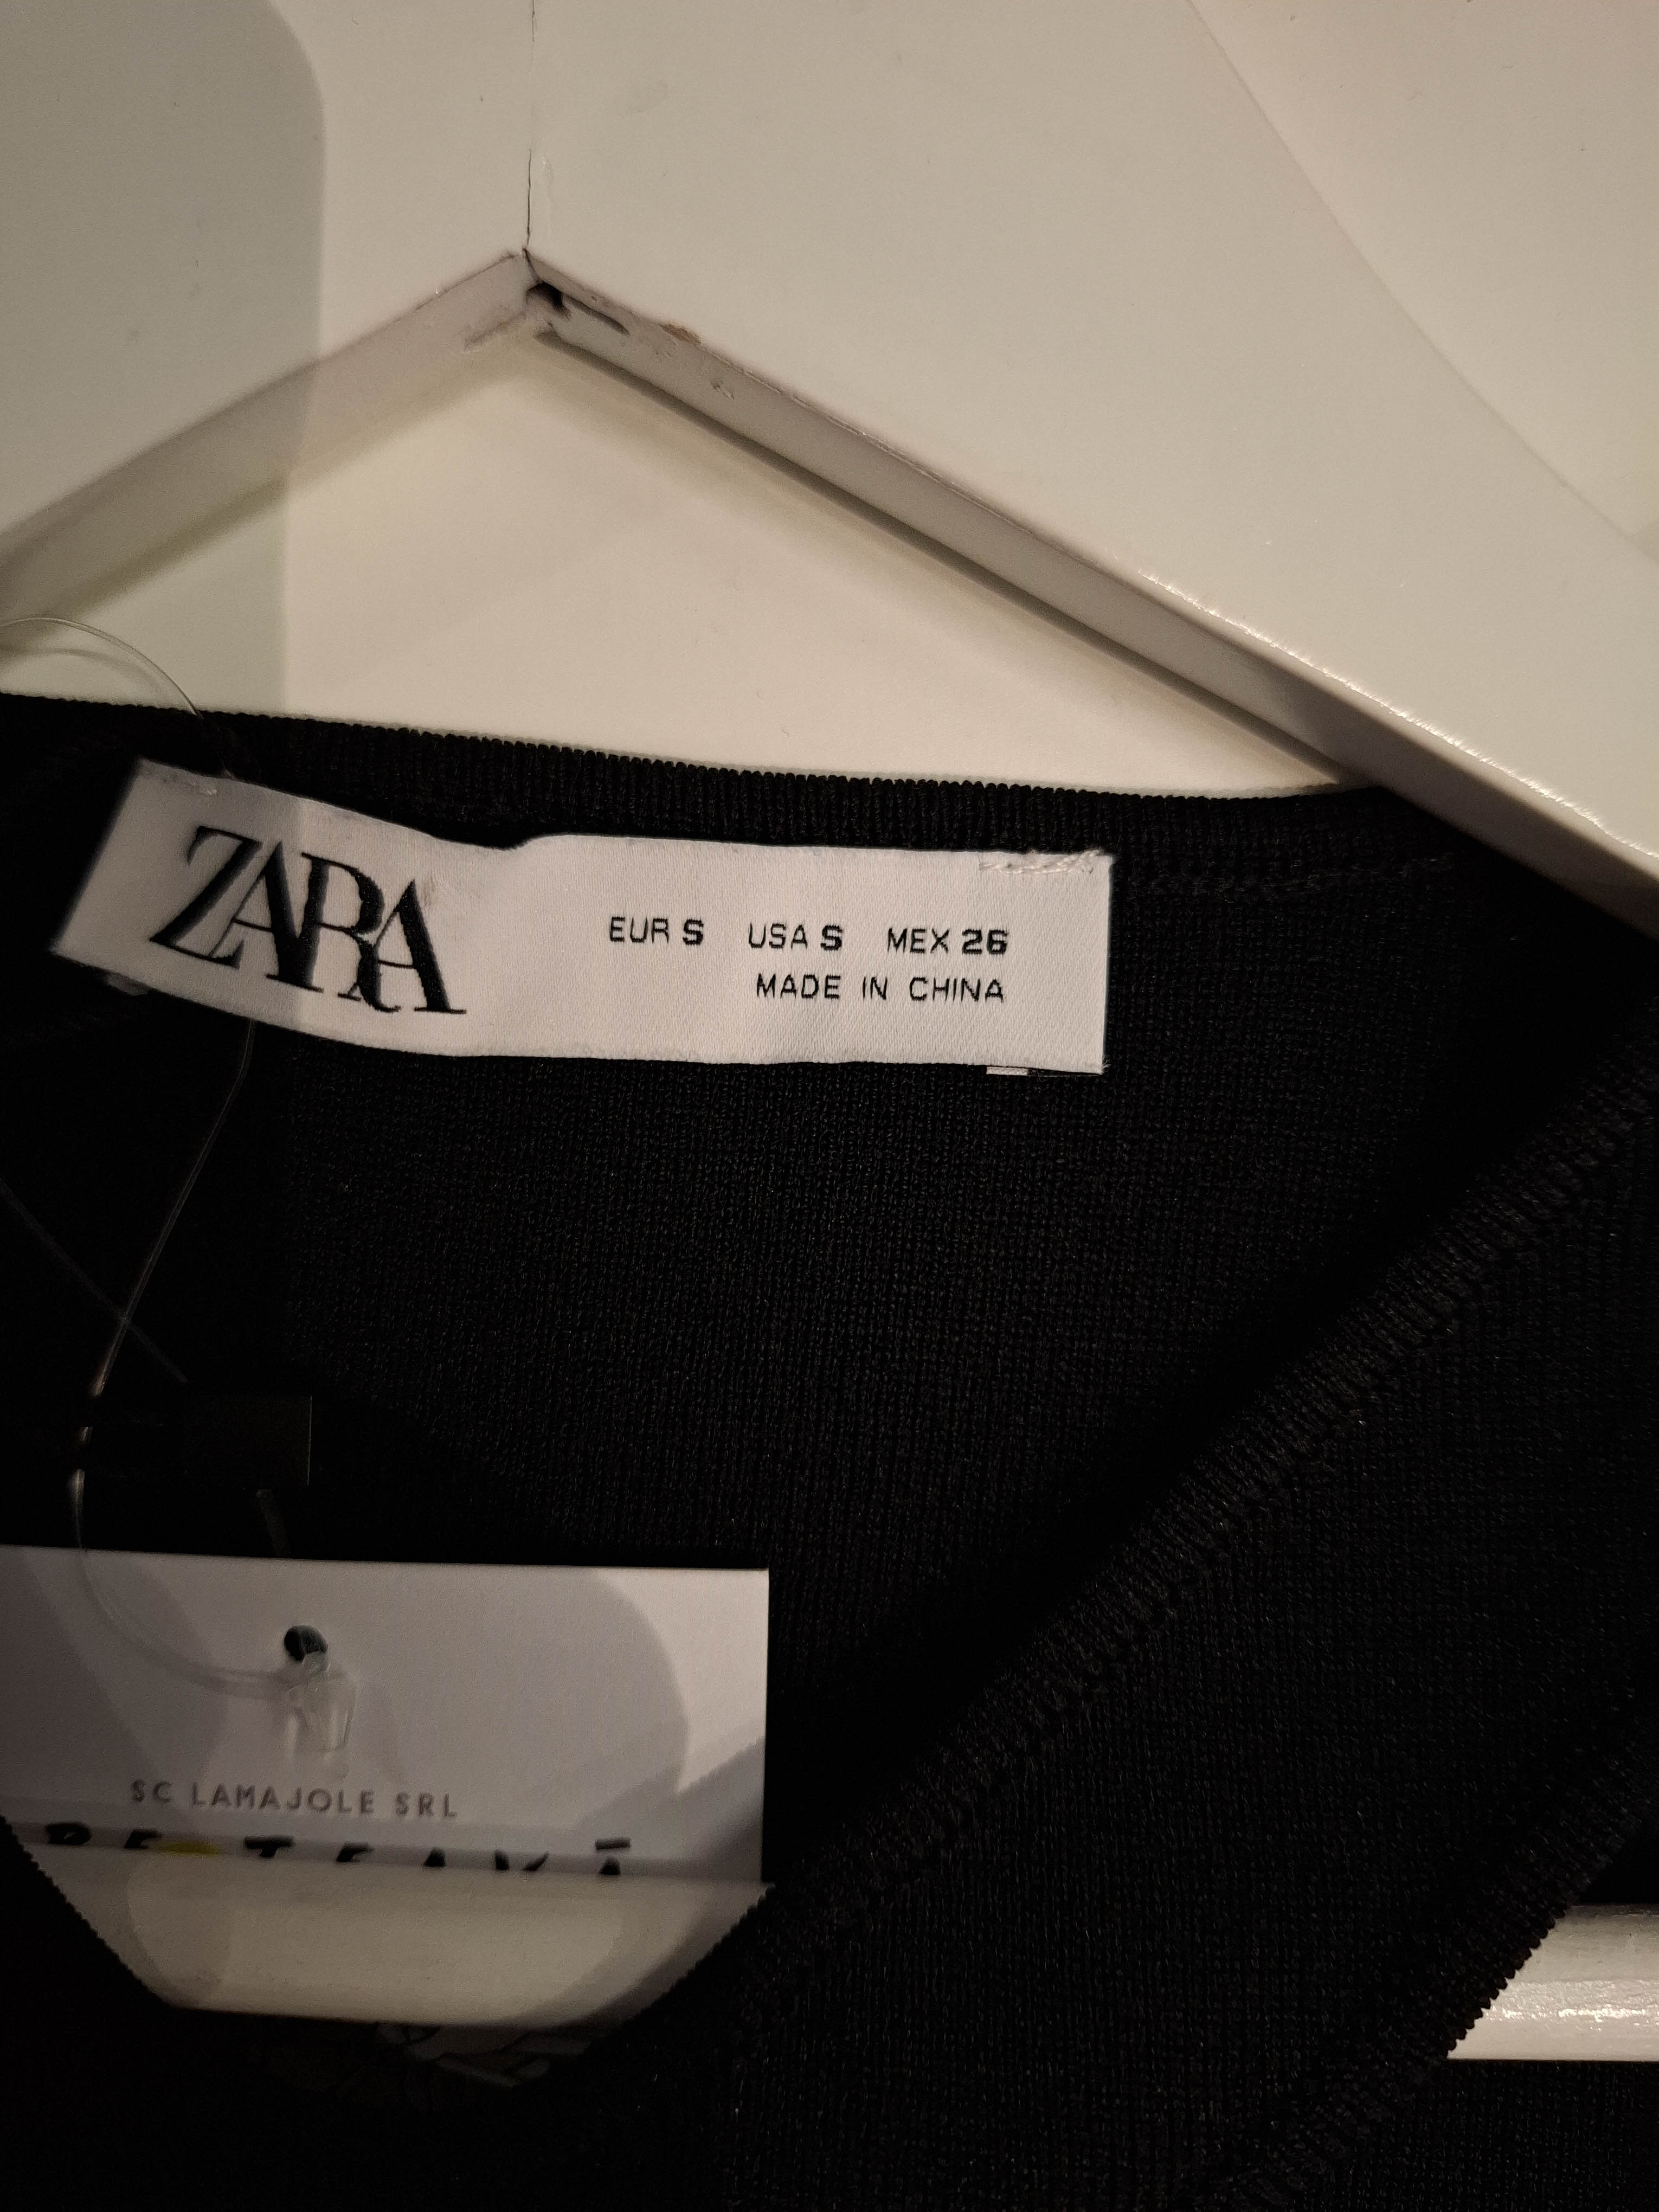 ZARA
EUR S USA S MEX 26
MADE IN CHINA
SC LAMAJOLE SRL